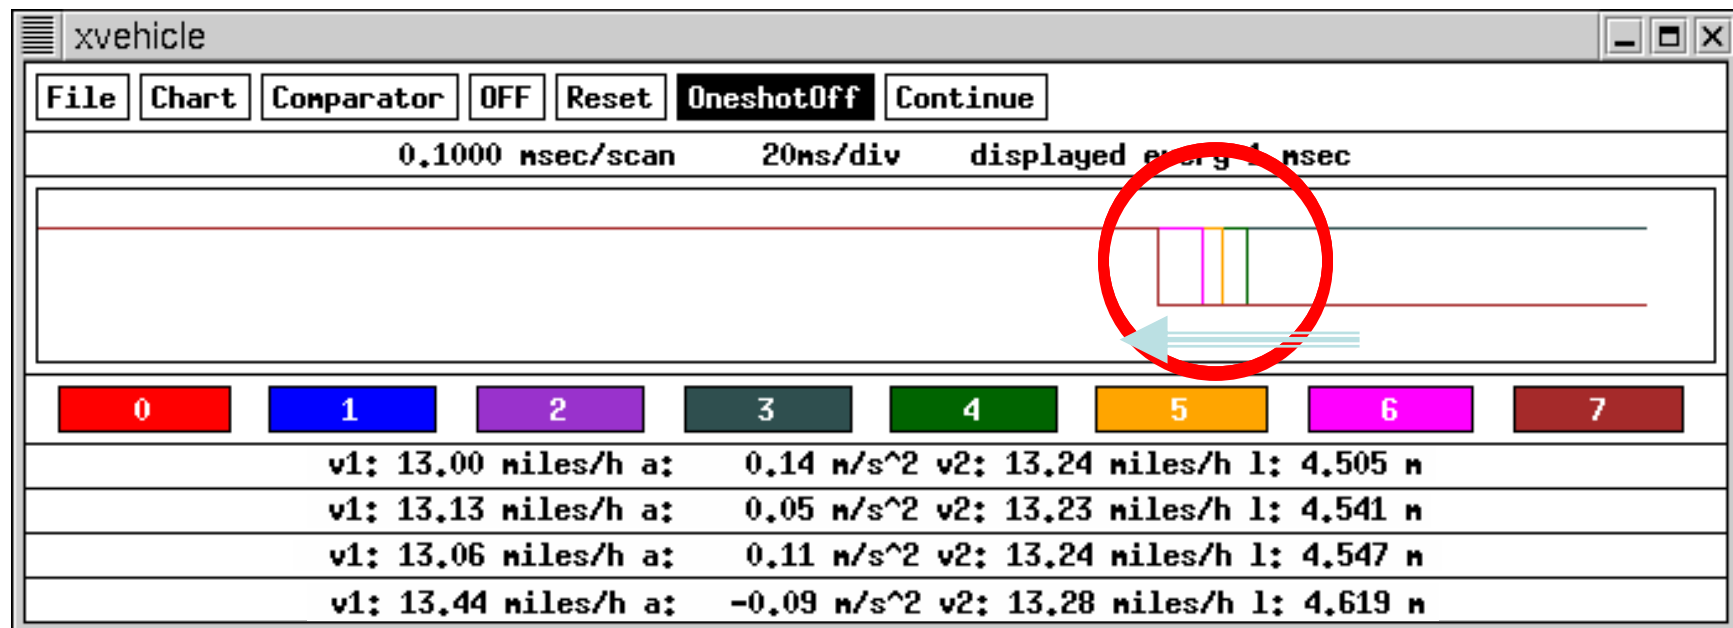 xvehicle
File Chart Comparator OFF Reset OneshotOff Continue
0.1000 msec/scan 20ms/div displayed every 1 msec
0 1 2 3 4 5 6 7
v1: 13.00 miles/h a: 0.14 m/s^2 v2: 13.24 miles/h l: 4.505 m
v1: 13.13 miles/h a: 0.05 m/s^2 v2: 13.23 miles/h l: 4.541 m
v1: 13.06 miles/h a: 0.11 m/s^2 v2: 13.24 miles/h l: 4.547 m
v1: 13.44 miles/h a: -0.09 m/s^2 v2: 13.28 miles/h l: 4.619 m